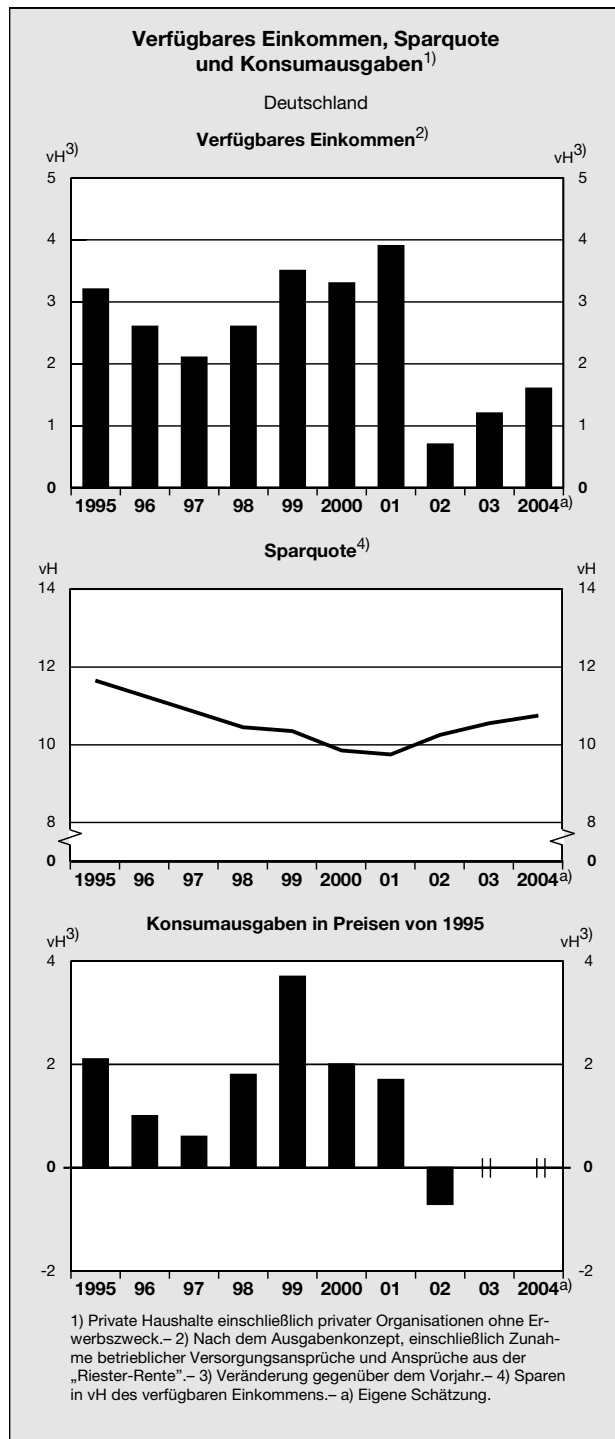 Verfügbares Einkommen, Sparquote
und Konsumausgaben1)
Deutschland
Verfügbares Einkommen2)
vH3) vH3)
5 5
4 4
3 3
2 2
1 1
0 0
1995 96 97 98 99 2000 01 02 03 2004a)
Sparquote4)
vH vH
14 14
12 12
10 10
8 8
0 0
1995 96 97 98 99 2000 01 02 03 2004a)
Konsumausgaben in Preisen von 1995
vH3) vH3)
4 4
2 2
0 0
-2 -2
1995 96 97 98 99 2000 01 02 03 2004a)
1) Private Haushalte einschließlich privater Organisationen ohne Er-
werbszweck.– 2) Nach dem Ausgabenkonzept, einschließlich Zunah-
me betrieblicher Versorgungsansprüche und Ansprüche aus der
„Riester-Rente”.– 3) Veränderung gegenüber dem Vorjahr.– 4) Sparen
in vH des verfügbaren Einkommens.– a) Eigene Schätzung.